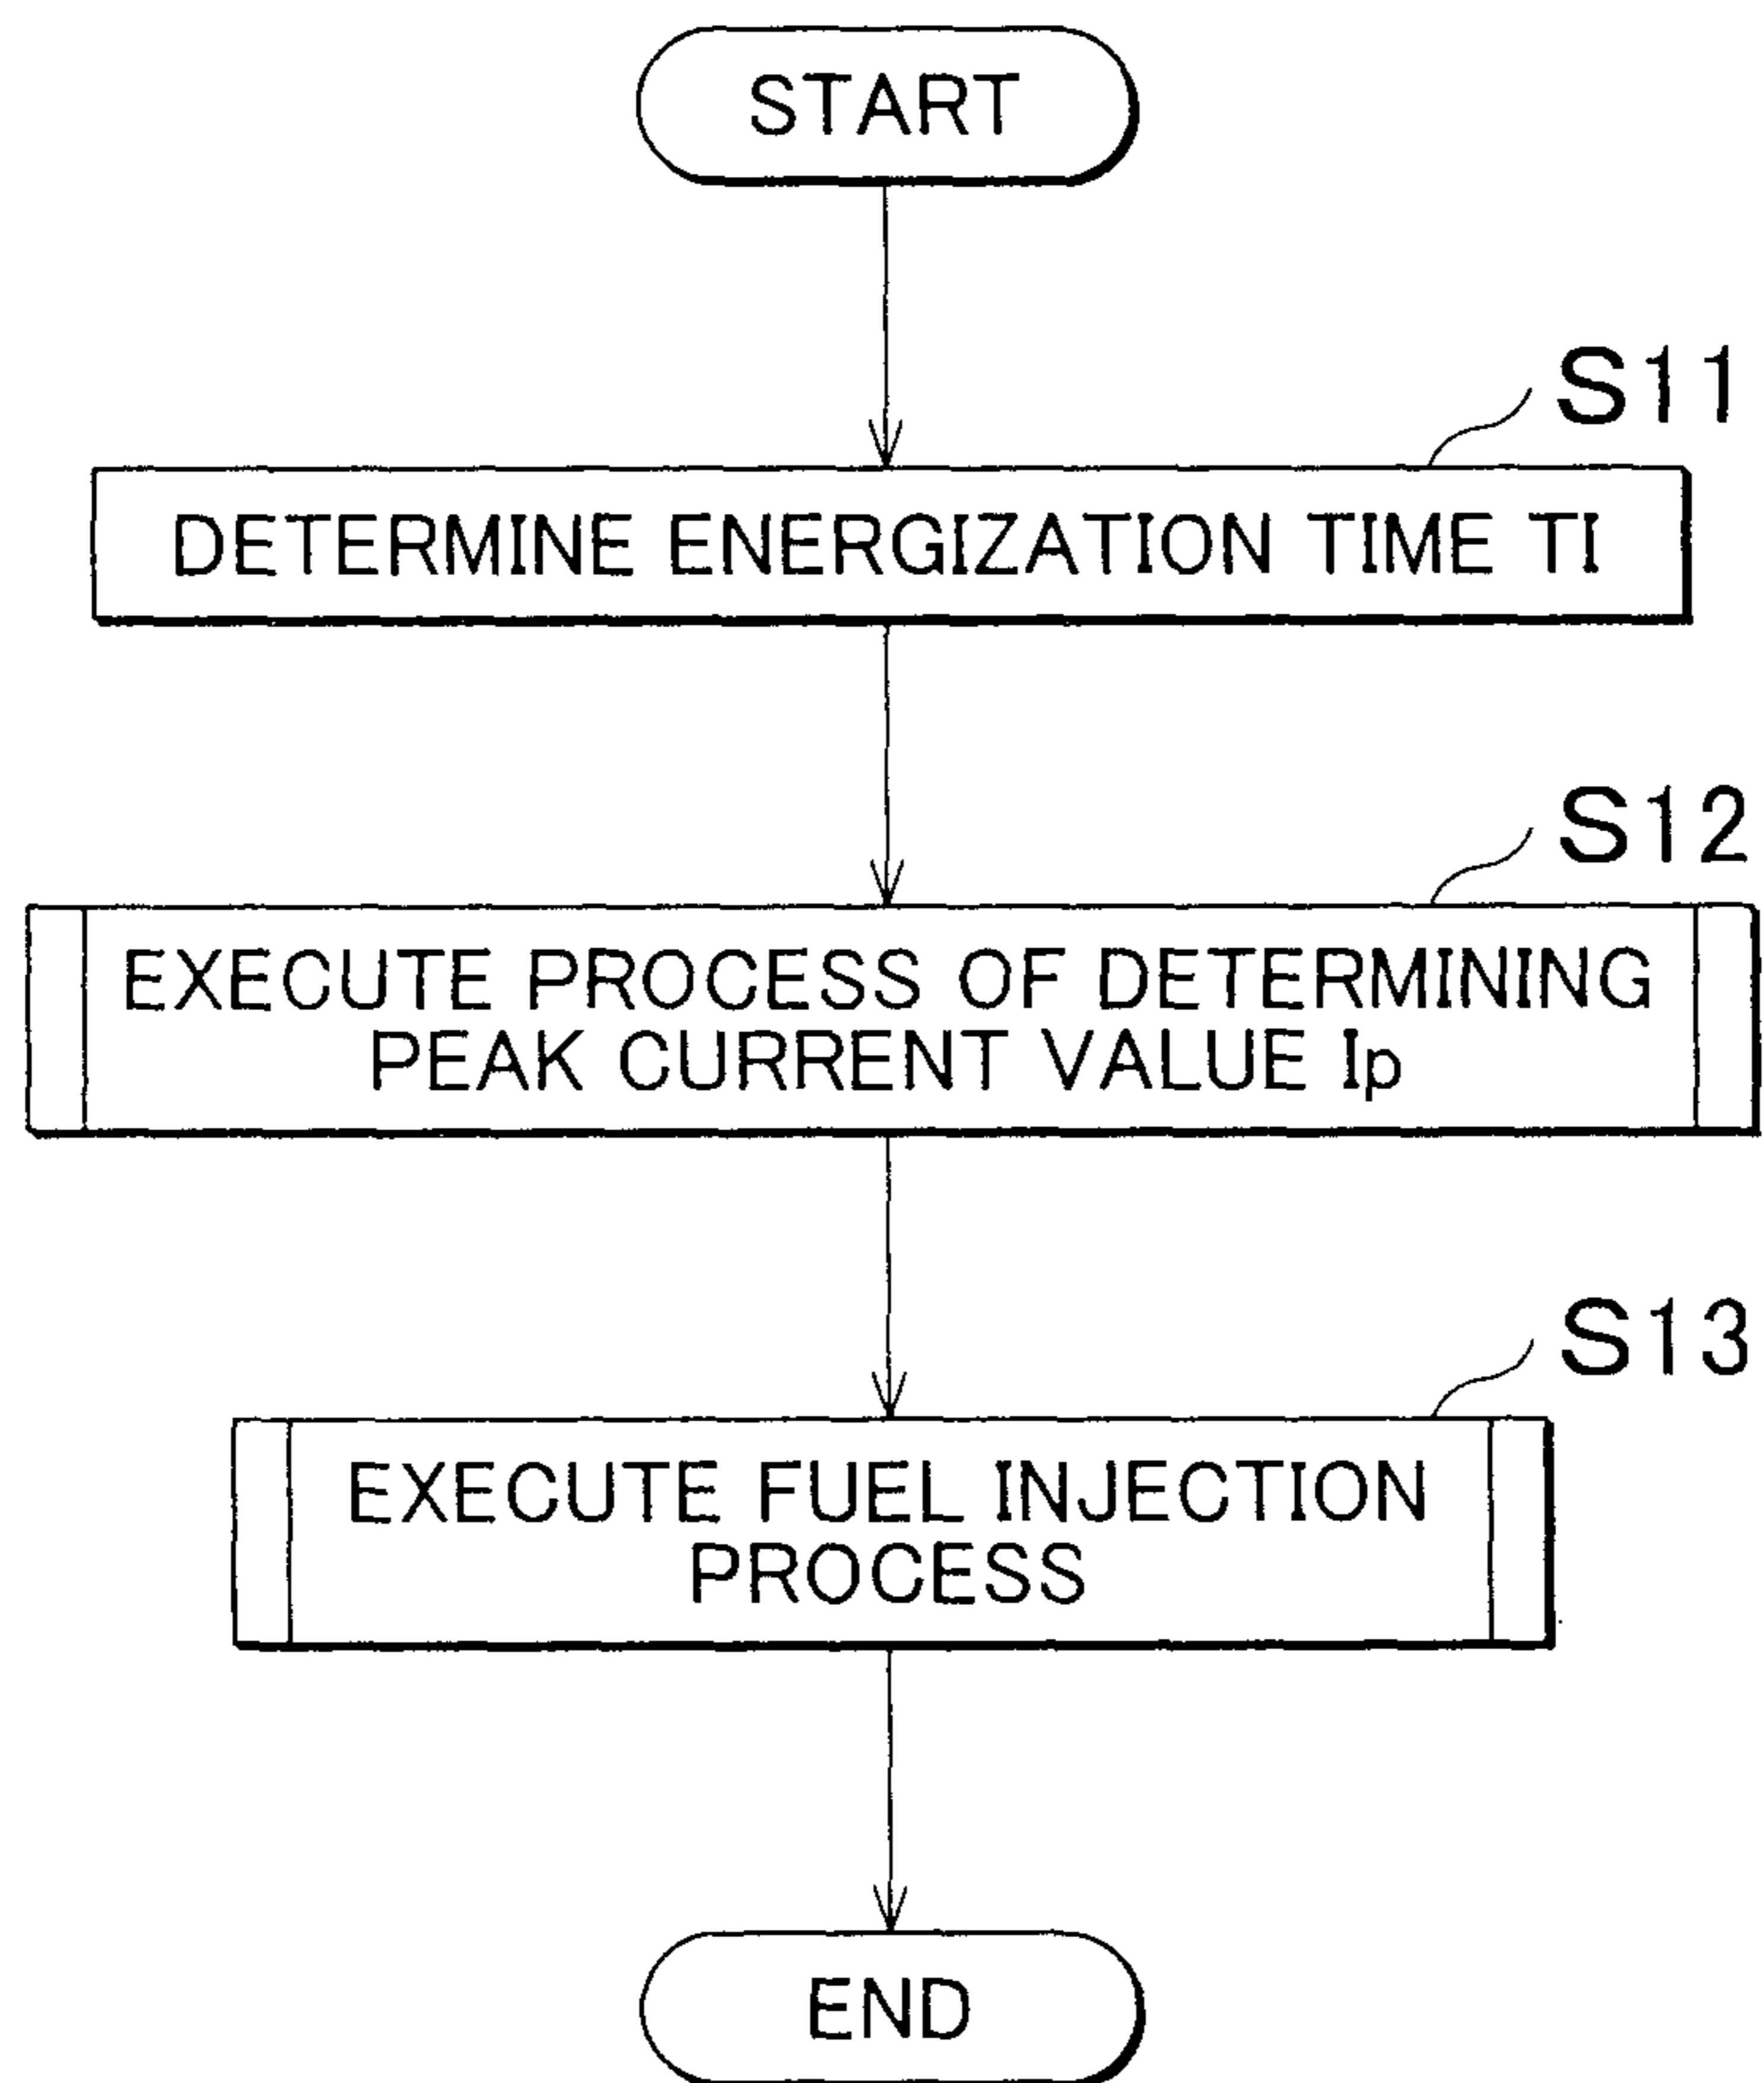 START
S11
DETERMINE ENERGIZATION TIME TI
S12
EXECUTE PROCESS OF DETERMINING
PEAK CURRENT VALUE Ip
S13
EXECUTE FUEL INJECTION
PROCESS
END